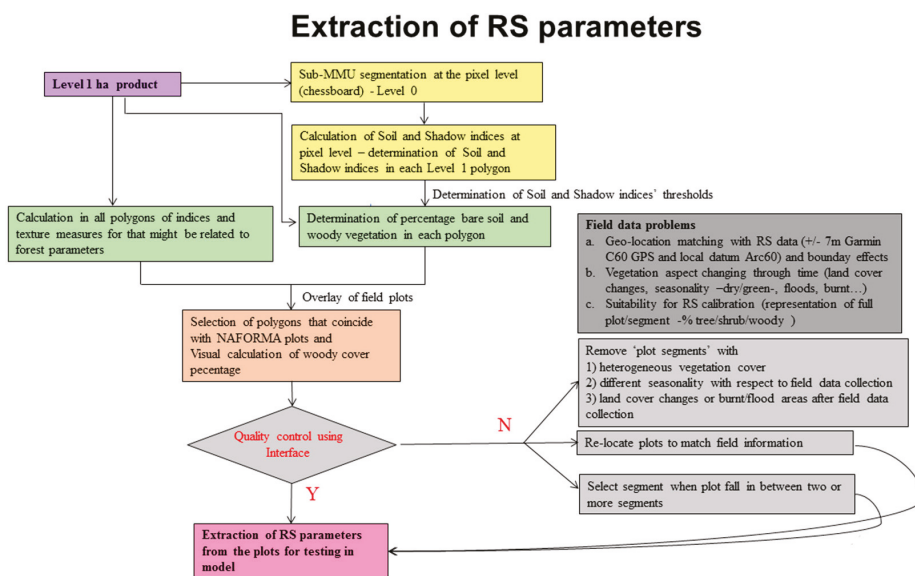 Extraction of RS parameters
Level 1 ha product
Sub-MMU segmentation at the pixel level
(chessboard) - Level 0
Calculation of Soil and Shadow indices at
pixel level – determination of Soil and
Shadow indices in each Level 1 polygon
Determination of Soil and Shadow indices' thresholds
Calculation in all polygons of indices and
texture measures for that might be related to
forest parameters
Determination of percentage bare soil and
woody vegetation in each polygon
Field data problems
a. Geo-location matching with RS data (+/- 7m Garmin
C60 GPS and local datum Arc60) and bounday effects
b. Vegetation aspect changing through time (land cover
changes, seasonality –dry/green-, floods, burnt…)
c. Suitability for RS calibration (representation of full
plot/segment -% tree/shrub/woody )
Overlay of field plots
Selection of polygons that coincide
with NAFORMA plots and
Visual calculation of woody cover
pecentage
Remove 'plot segments' with
1) heterogeneous vegetation cover
2) different seasonality with respect to field data collection
3) land cover changes or burnt/flood areas after field data
collection
Quality control using
Interface
N
Re-locate plots to match field information
Y
Select segment when plot fall in between two or
more segments
Extraction of RS parameters
from the plots for testing in
model